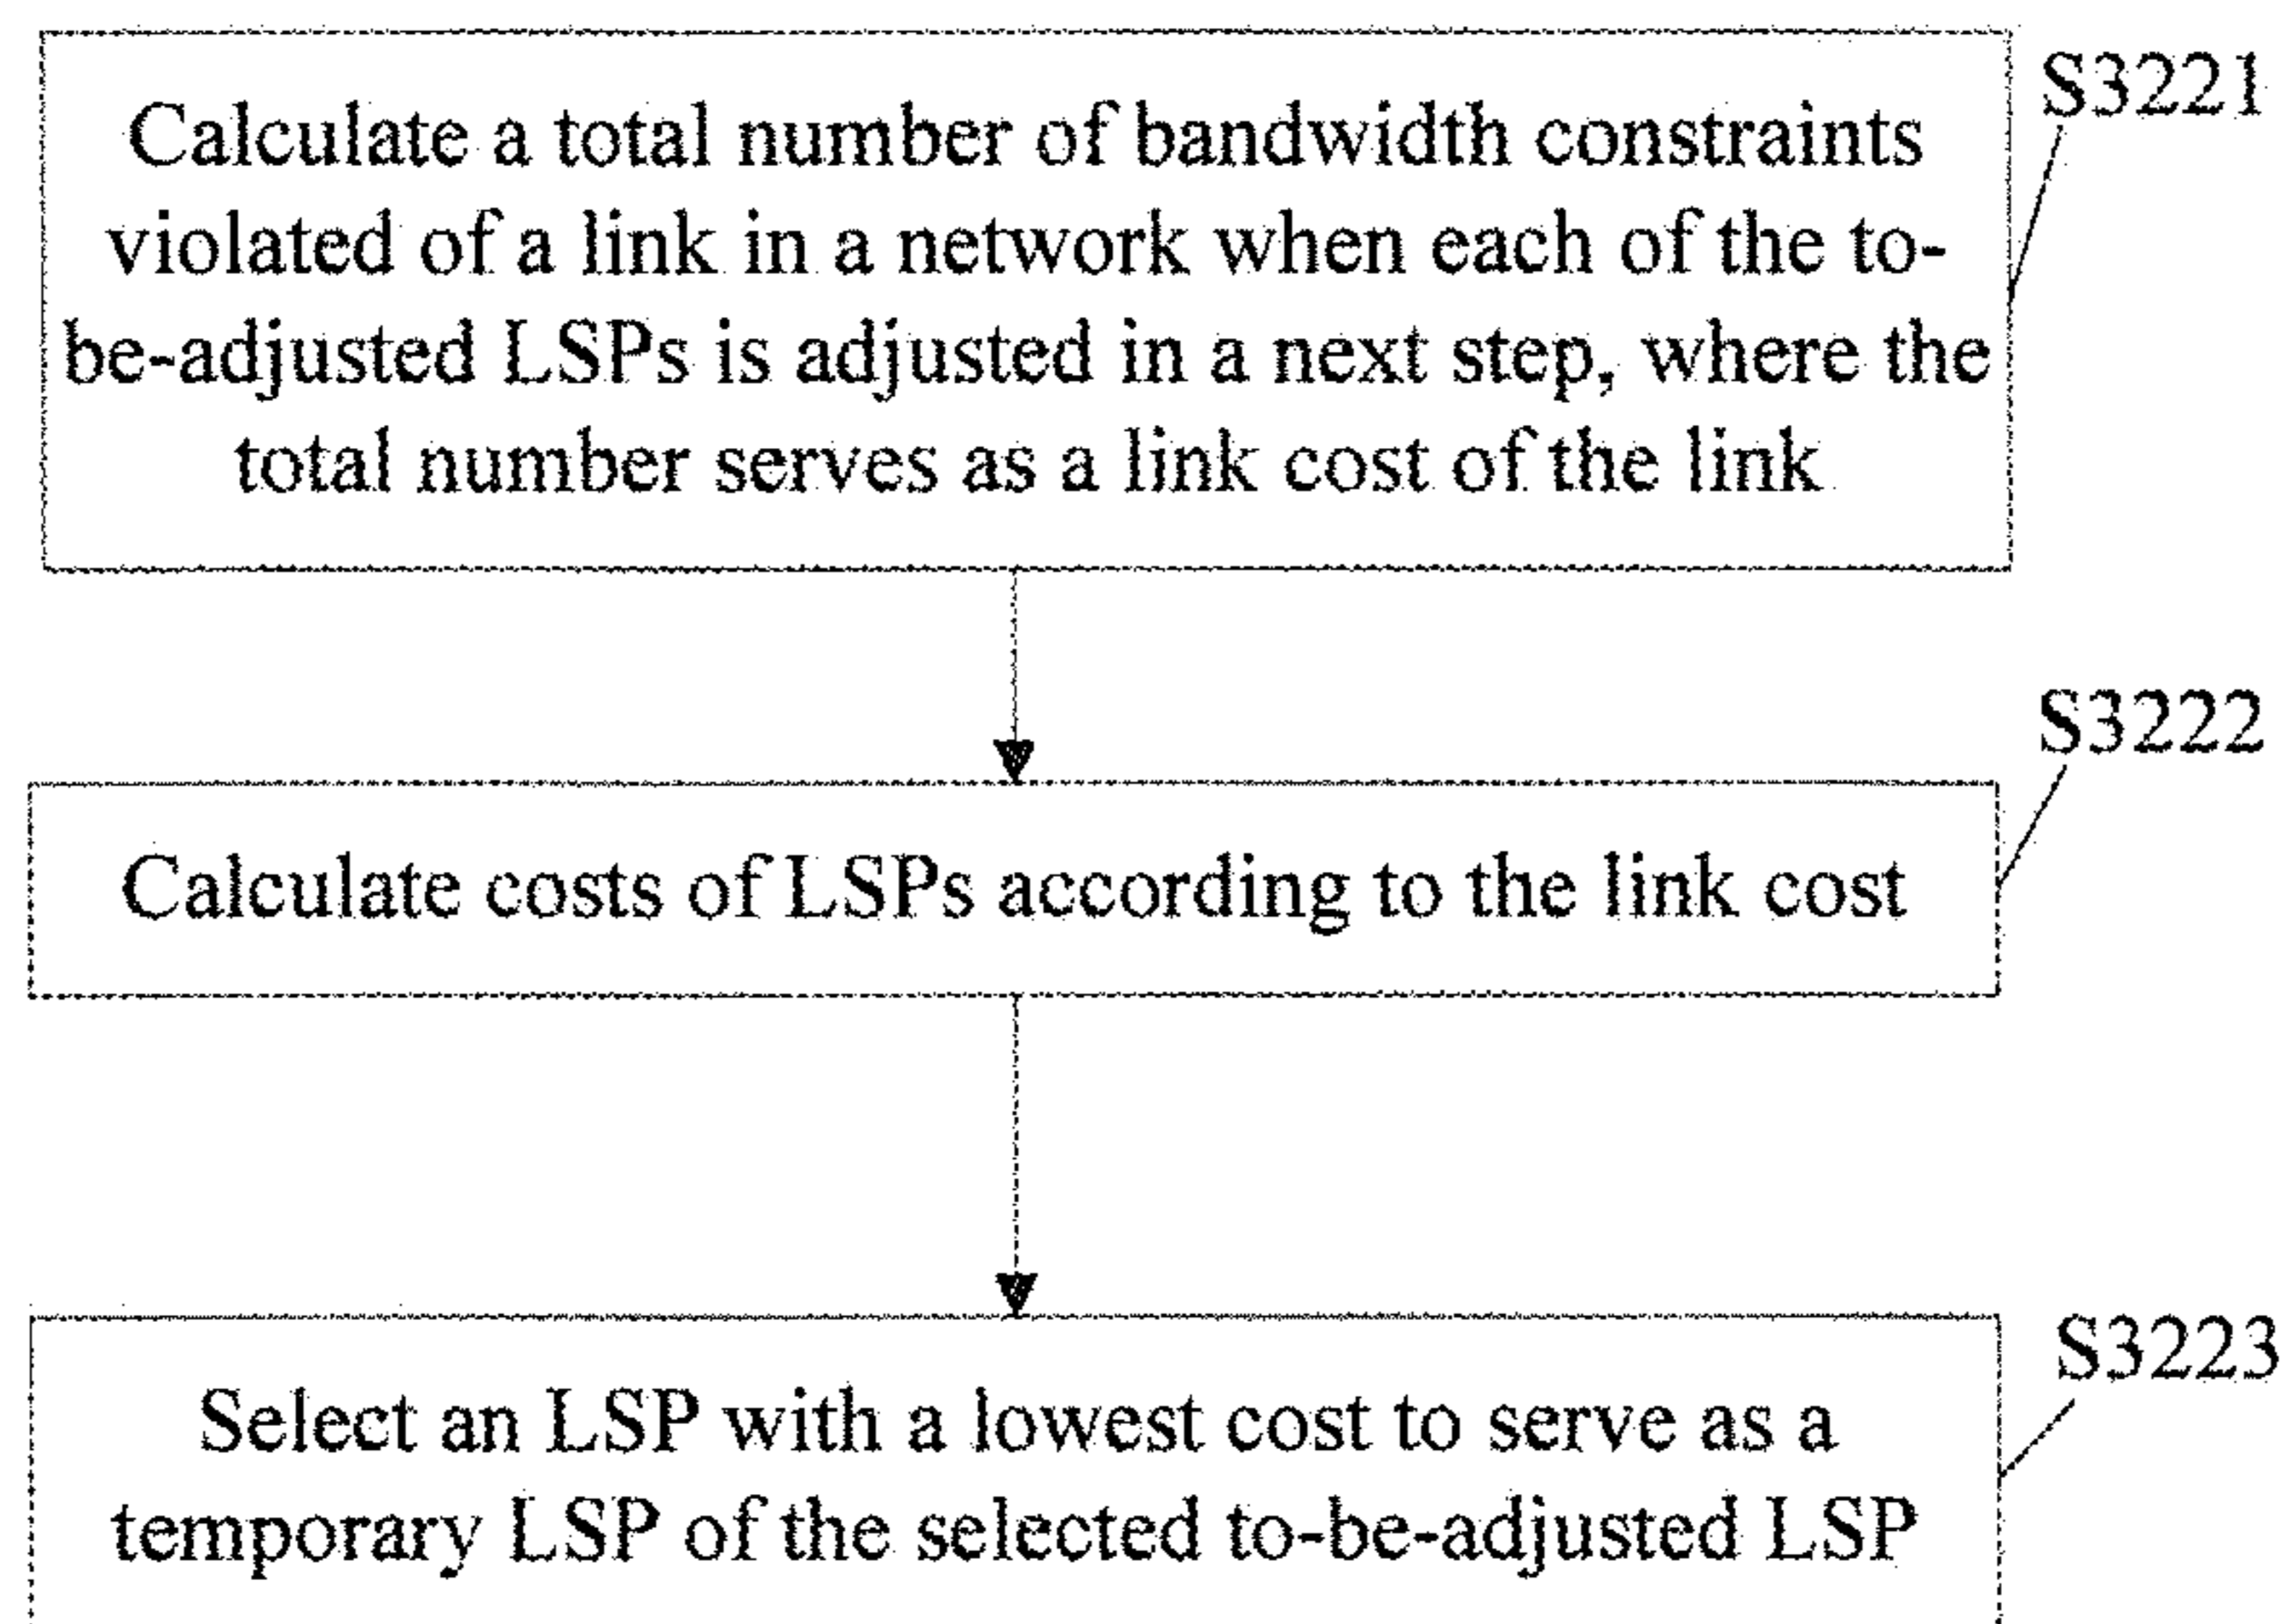 S3221
Calculate a total number of bandwidth constraints
violated of a link in a network when each of the to-
be-adjusted LSPs is adjusted in a next step, where the
total number serves as a link cost of the link
S3222
Calculate costs of LSPs according to the link cost
S3223
Select an LSP with a lowest cost to serve as a
temporary LSP of the selected to-be-adjusted LSP